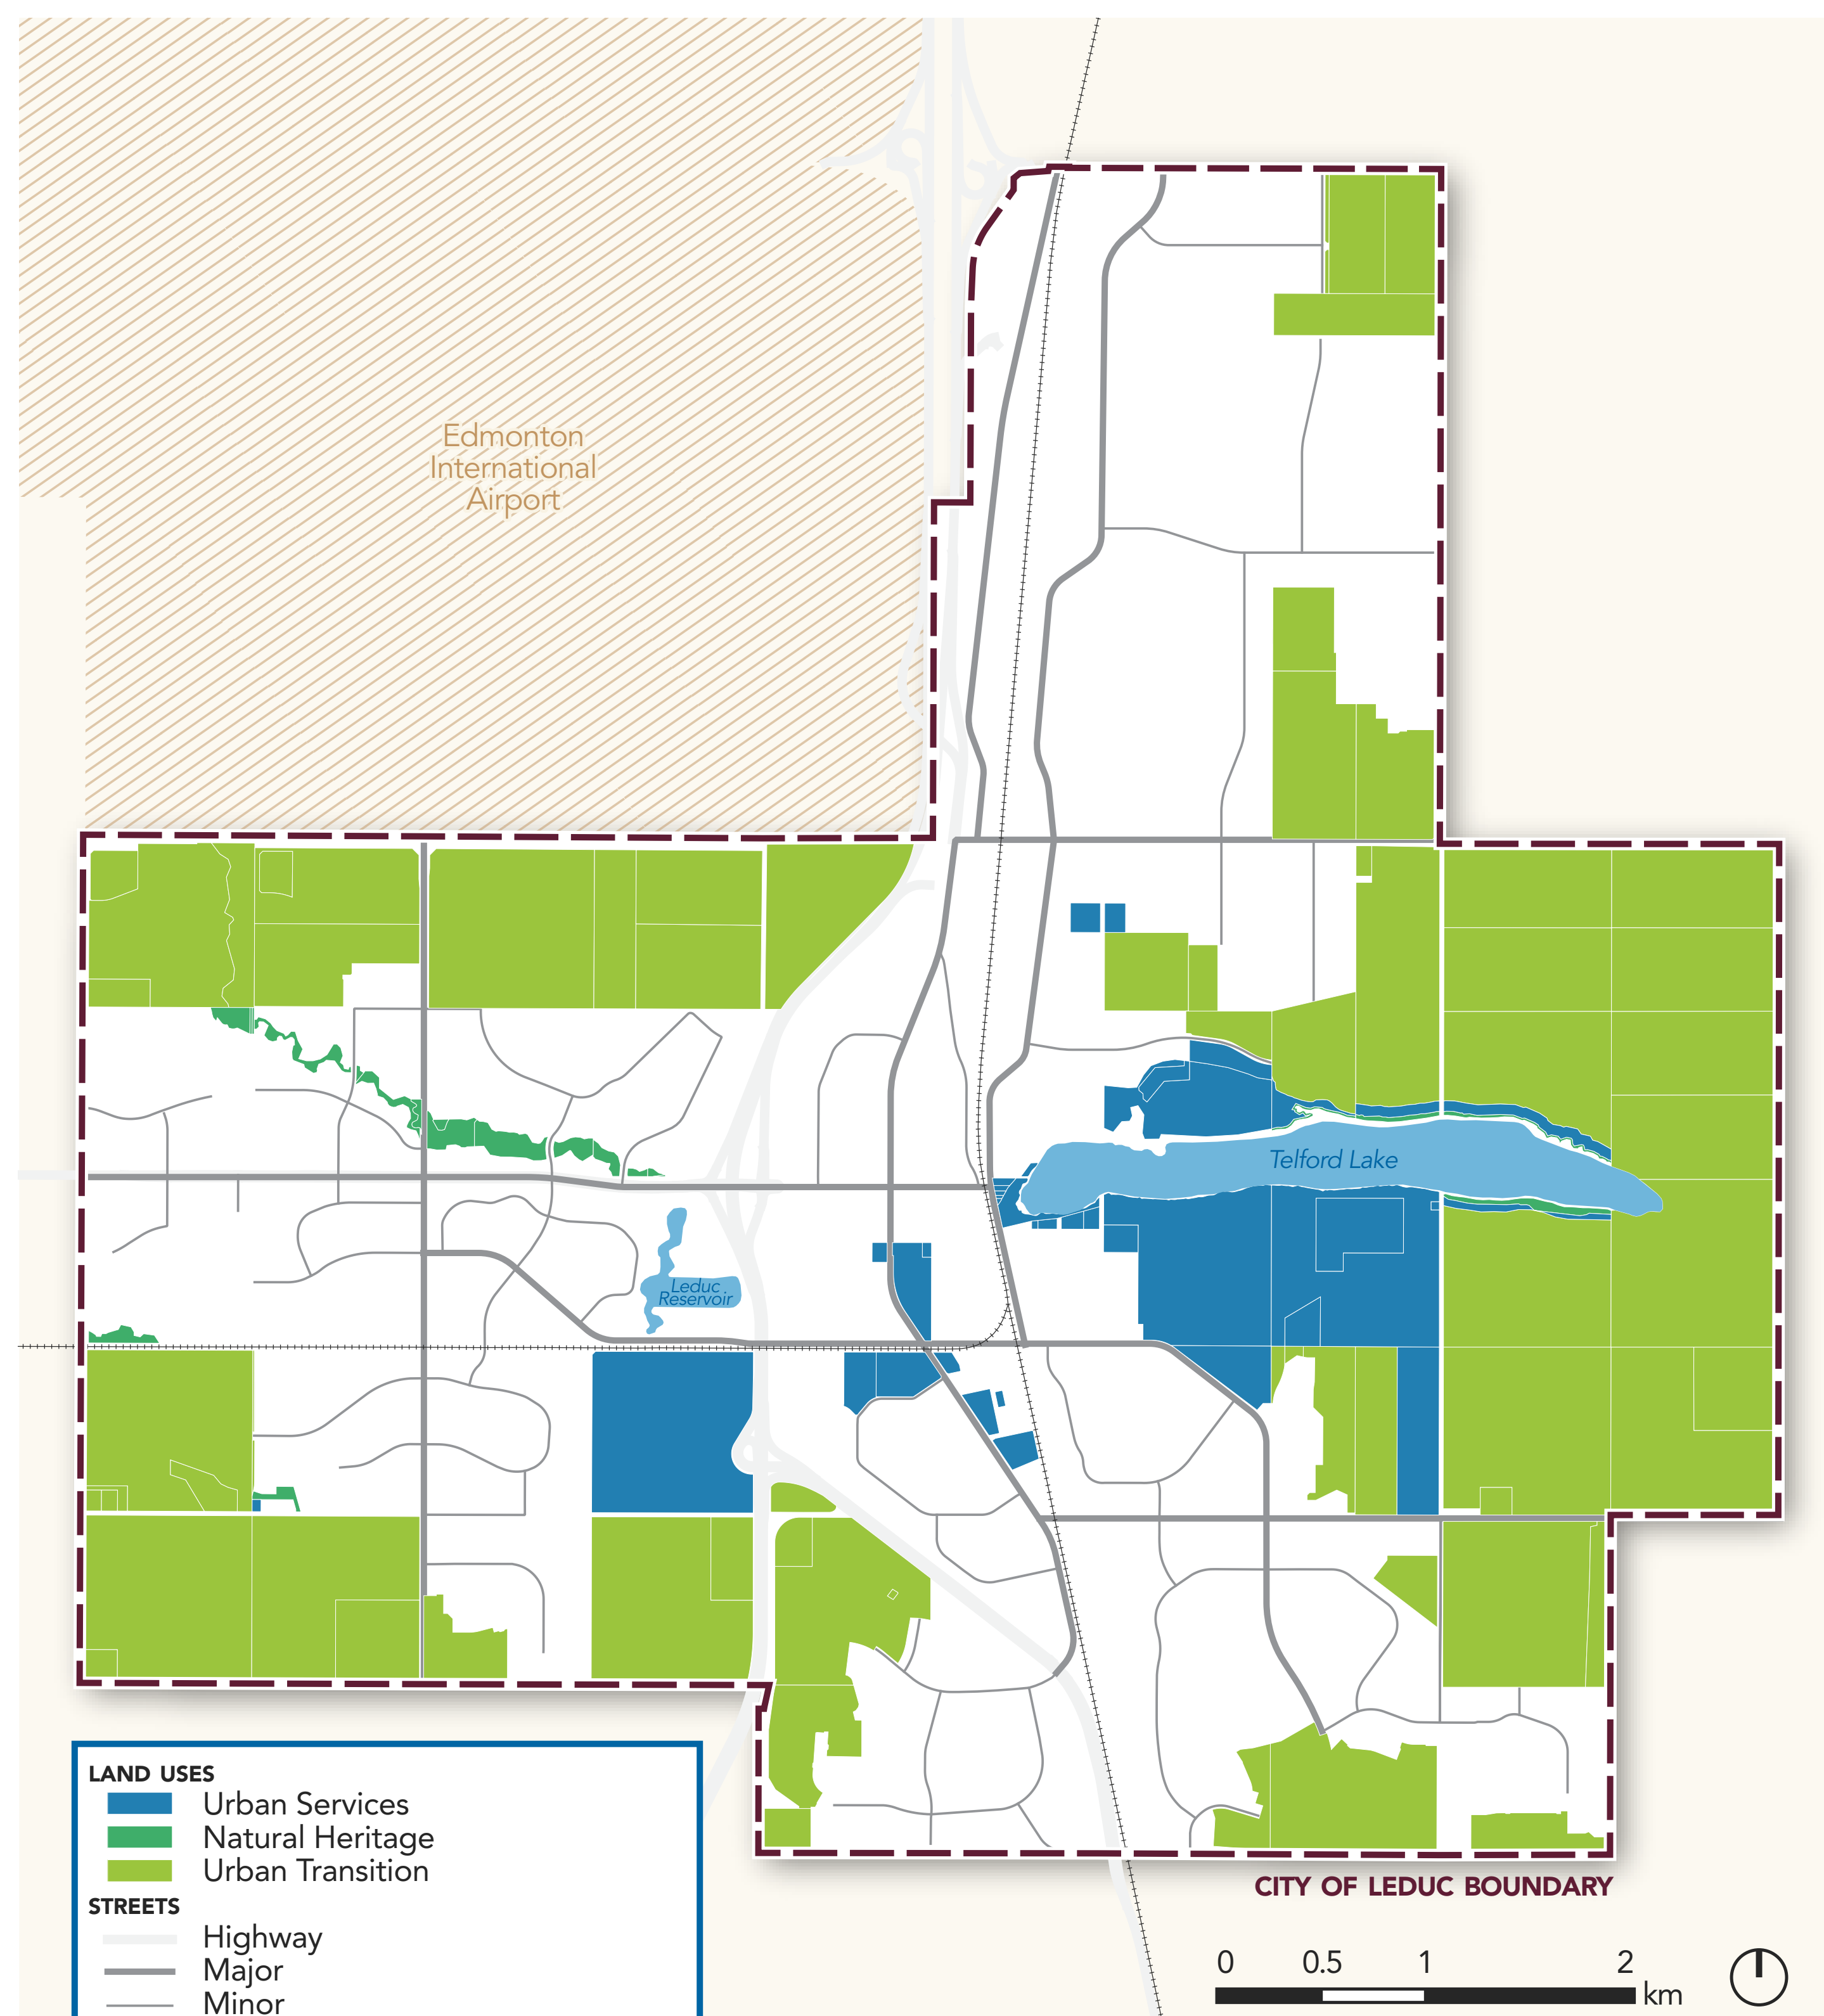 Edmonton
International
Airport
Telford Lake
Leduc
Reservoir
LAND USES
Urban Services
Natural Heritage
Urban Transition
STREETS
Highway
Major
Minor
CITY OF LEDUC BOUNDARY
0 0.5 1 2
km